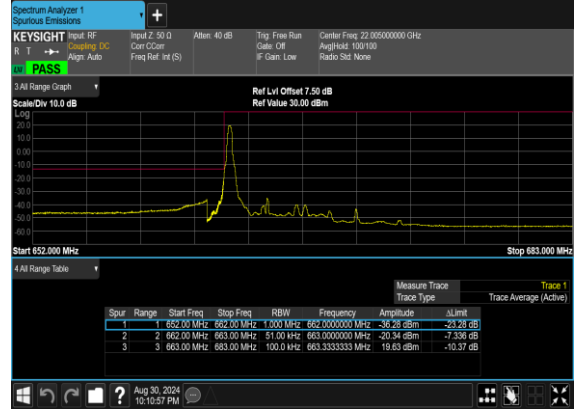 Spectrum Analyzer 1
Spurious Emissions
+
KEYSIGHT Input: RF Input Z: 50 Ω Atten: 40 dB Trig: Free Run Center Freq: 22.005000000 GHz
R T Coupling: DC Corr CCorr Gate: Off Avg|Hold: 100/100
Align: Auto Freq Ref: Int (S) IF Gain: Low Radio Std: None
PASS
3 All Range Graph
Ref Lvl Offset 7.50 dB
Scale/Div 10.0 dB Ref Value 30.00 dBm
Log
20.0
10.0
0.00
-10.0
-20.0
-30.0
-40.0
-50.0
-60.0
Start 652.000 MHz Stop 683.000 MHz
4 All Range Table
Measure Trace Trace 1
Trace Type Trace Average (Active)
Spur Range Start Freq Stop Freq RBW Frequency Amplitude ΔLimit
1 1 652.00 MHz 662.00 MHz 1.000 MHz 662.0000000 MHz -36.28 dBm -23.28 dB
2 2 662.00 MHz 663.00 MHz 51.00 kHz 663.0000000 MHz -20.34 dBm -7.336 dB
3 3 663.00 MHz 683.00 MHz 100.0 kHz 663.3333333 MHz 19.63 dBm -10.37 dB
? Aug 30, 2024
10:10:57 PM